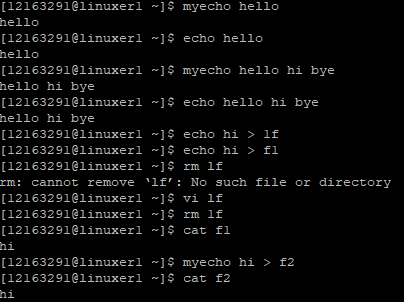 [12163291@linuxer1 ~]$ myecho hello
hello
[12163291@linuxer1 ~]$ echo hello
hello
[12163291@linuxer1 ~]$ myecho hello hi bye
hello hi bye
[12163291@linuxer1 ~]$ echo hello hi bye
hello hi bye
[12163291@linuxer1 ~]$ echo hi > lf
[12163291@linuxer1 ~]$ echo hi > f1
[12163291@linuxer1 ~]$ rm lf
rm: cannot remove ‘lf’: No such file or directory
[12163291@linuxer1 ~]$ vi lf
[12163291@linuxer1 ~]$ rm lf
[12163291@linuxer1 ~]$ cat f1
hi
[12163291@linuxer1 ~]$ myecho hi > f2
[12163291@linuxer1 ~]$ cat f2
hi